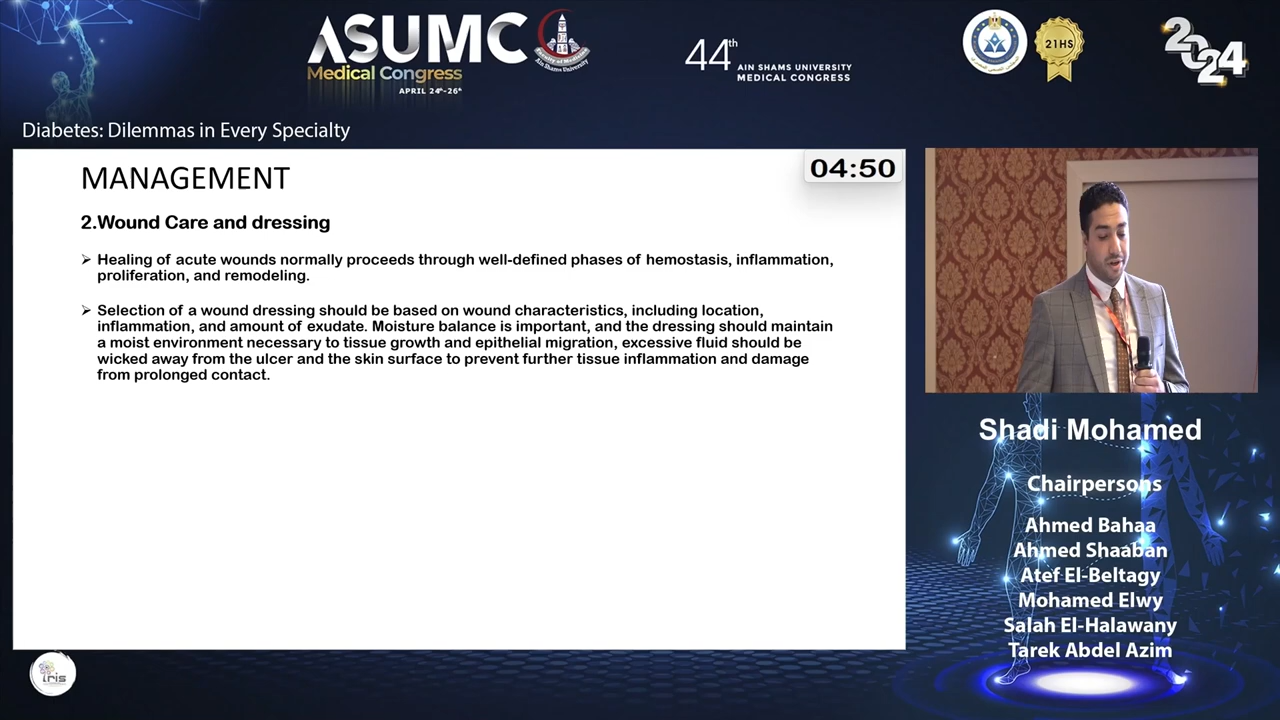 ASUMC
Medical Congress
APRIL 24th-26th
Ain Shams University
44th AIN SHAMS UNIVERSITY
MEDICAL CONGRESS
21HS
2024
Diabetes: Dilemmas in Every Specialty
MANAGEMENT
04:50
2.Wound Care and dressing
➢ Healing of acute wounds normally proceeds through well-defined phases of hemostasis, inflammation,
proliferation, and remodeling.
➢ Selection of a wound dressing should be based on wound characteristics, including location,
inflammation, and amount of exudate. Moisture balance is important, and the dressing should maintain
a moist environment necessary to tissue growth and epithelial migration, excessive fluid should be
wicked away from the ulcer and the skin surface to prevent further tissue inflammation and damage
from prolonged contact.
Shadi Mohamed
Chairpersons
Ahmed Bahaa
Ahmed Shaaban
Atef El-Beltagy
Mohamed Elwy
Salah El-Halawany
Tarek Abdel Azim
iris